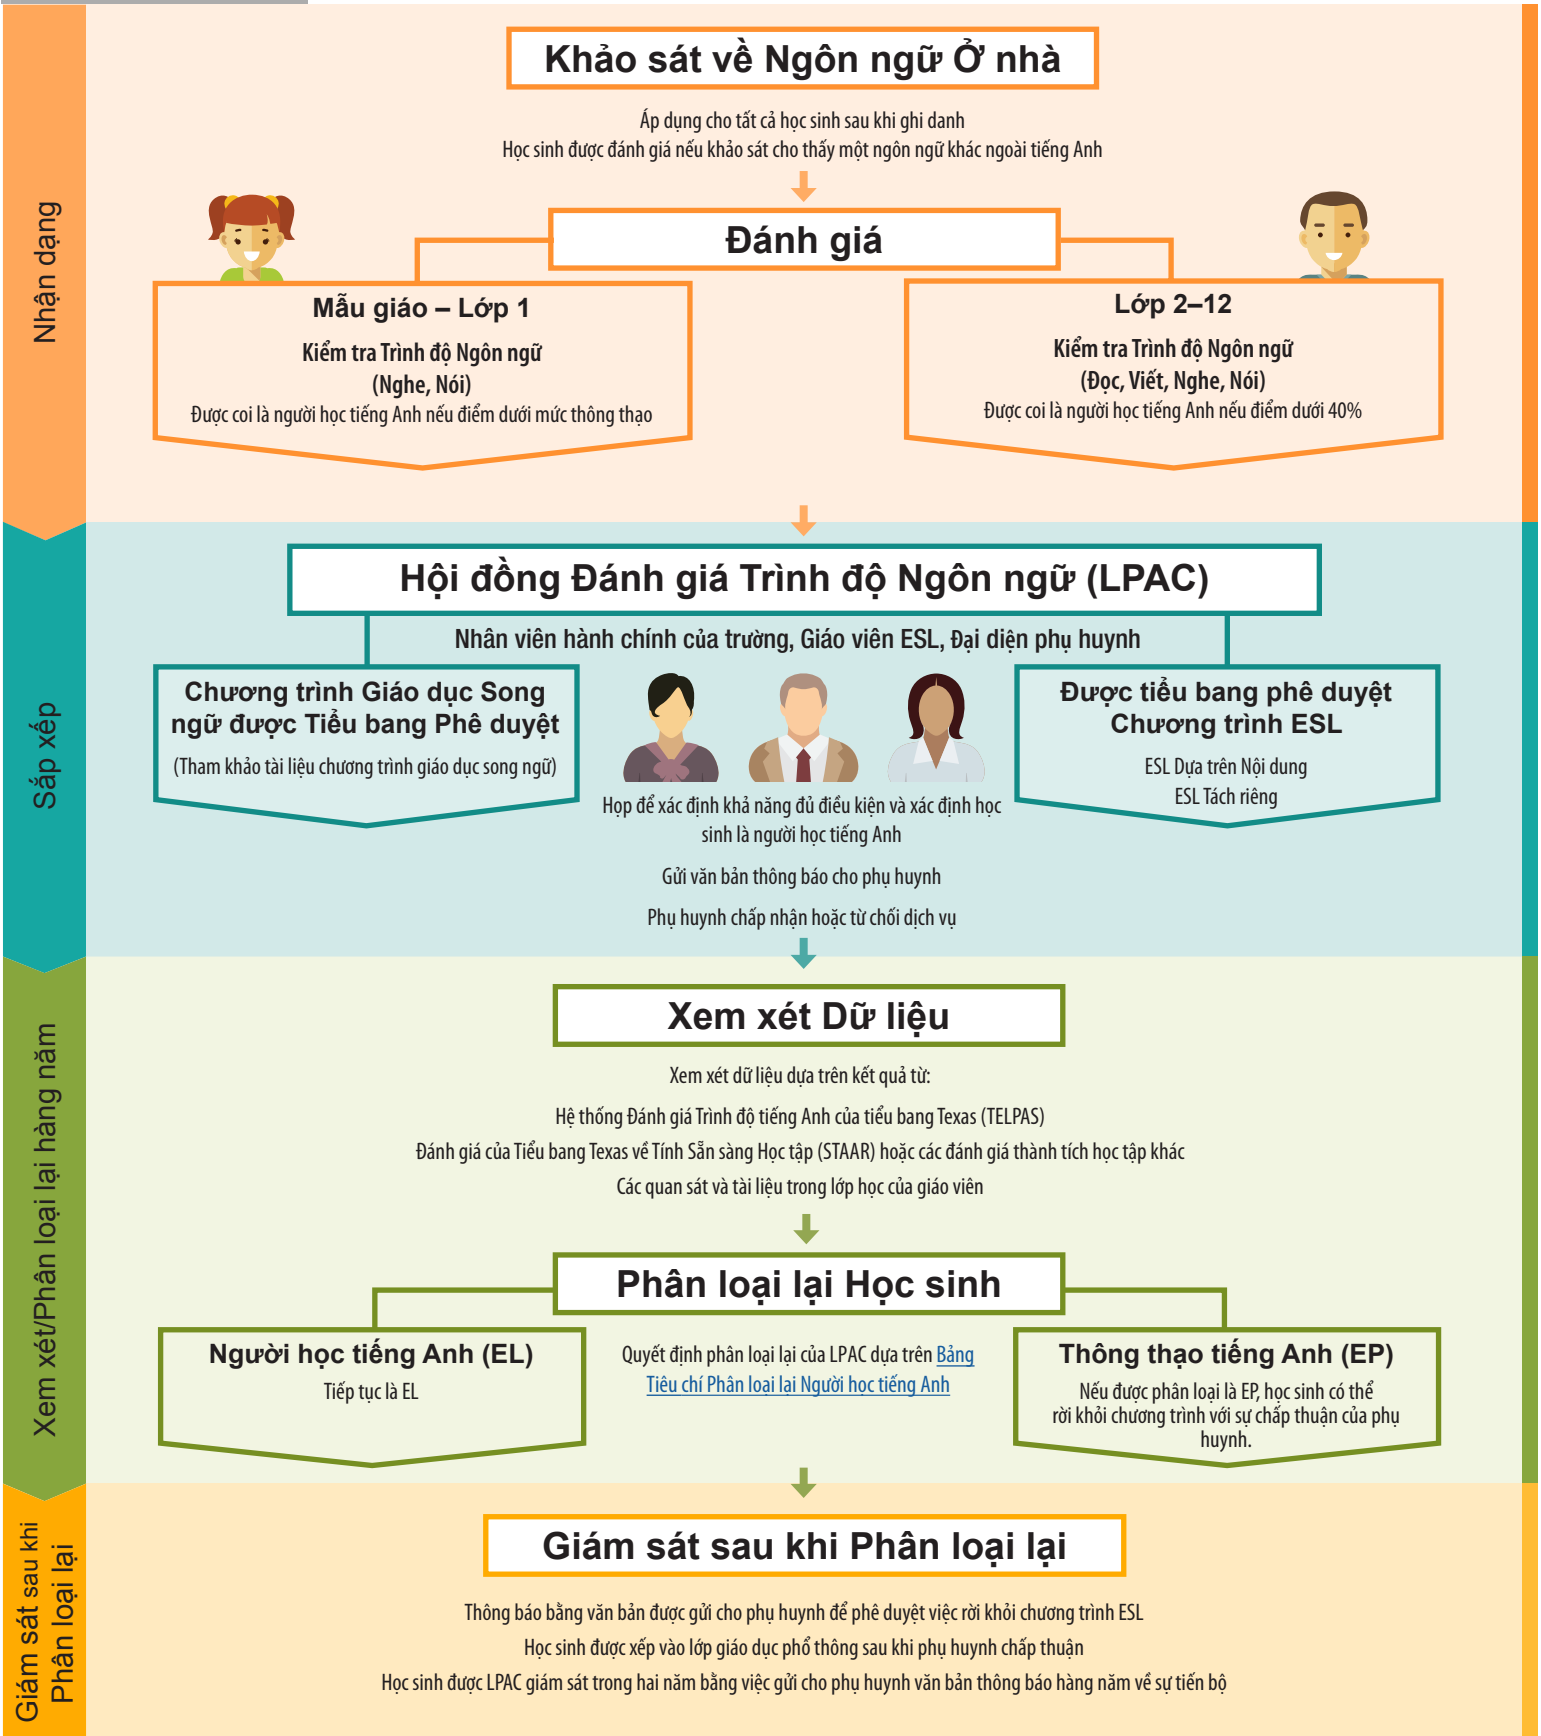 Nhận dạng
Khảo sát về Ngôn ngữ Ở nhà
Áp dụng cho tất cả học sinh sau khi ghi danh
Học sinh được đánh giá nếu khảo sát cho thấy một ngôn ngữ khác ngoài tiếng Anh
Đánh giá
Mẫu giáo – Lớp 1
Kiểm tra Trình độ Ngôn ngữ
(Nghe, Nói)
Được coi là người học tiếng Anh nếu điểm dưới mức thông thạo
Lớp 2–12
Kiểm tra Trình độ Ngôn ngữ
(Đọc, Viết, Nghe, Nói)
Được coi là người học tiếng Anh nếu điểm dưới 40%
Sắp xếp
Hội đồng Đánh giá Trình độ Ngôn ngữ (LPAC)
Nhân viên hành chính của trường, Giáo viên ESL, Đại diện phụ huynh
Chương trình Giáo dục Song
ngữ được Tiểu bang Phê duyệt
(Tham khảo tài liệu chương trình giáo dục song ngữ)
Được tiểu bang phê duyệt
Chương trình ESL
ESL Dựa trên Nội dung
ESL Tách riêng
Họp để xác định khả năng đủ điều kiện và xác định học
sinh là người học tiếng Anh
Gửi văn bản thông báo cho phụ huynh
Phụ huynh chấp nhận hoặc từ chối dịch vụ
Xem xét/Phân loại lại hàng năm
Xem xét Dữ liệu
Xem xét dữ liệu dựa trên kết quả từ:
Hệ thống Đánh giá Trình độ tiếng Anh của tiểu bang Texas (TELPAS)
Đánh giá của Tiểu bang Texas về Tính Sẵn sàng Học tập (STAAR) hoặc các đánh giá thành tích học tập khác
Các quan sát và tài liệu trong lớp học của giáo viên
Phân loại lại Học sinh
Người học tiếng Anh (EL)
Tiếp tục là EL
Quyết định phân loại lại của LPAC dựa trên Bảng
Tiêu chí Phân loại lại Người học tiếng Anh
Thông thạo tiếng Anh (EP)
Nếu được phân loại là EP, học sinh có thể
rời khỏi chương trình với sự chấp thuận của phụ
huynh.
Giám sát sau khi
Phân loại lại
Giám sát sau khi Phân loại lại
Thông báo bằng văn bản được gửi cho phụ huynh để phê duyệt việc rời khỏi chương trình ESL
Học sinh được xếp vào lớp giáo dục phổ thông sau khi phụ huynh chấp thuận
Học sinh được LPAC giám sát trong hai năm bằng việc gửi cho phụ huynh văn bản thông báo hàng năm về sự tiến bộ